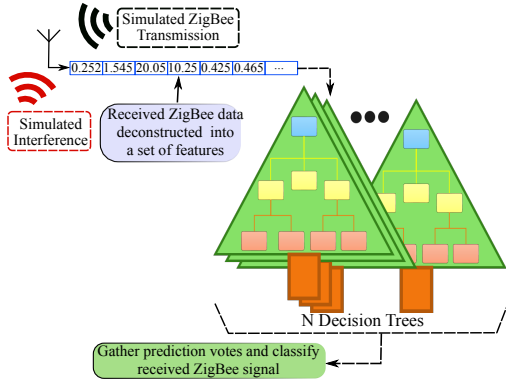 Simulated ZigBee
Transmission
0.252 1.545 20.05 10.25 0.425 0.465 ...
Simulated
Interference
Received ZigBee data
deconstructed into
a set of features
N Decision Trees
Gather prediction votes and classify
received ZigBee signal